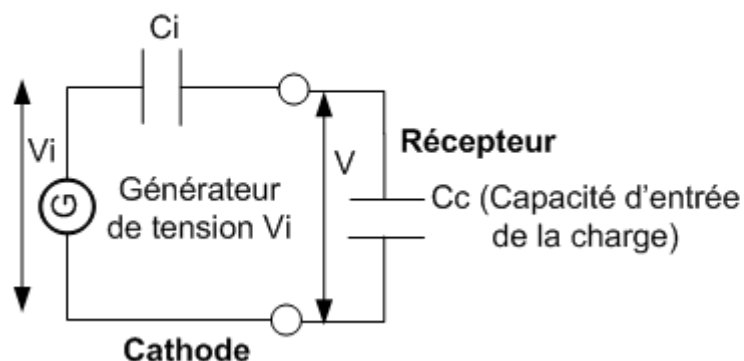 Ci
Vi
G
Générateur
de tension Vi
V
Récepteur
Cc (Capacité d'entrée
de la charge)
Cathode